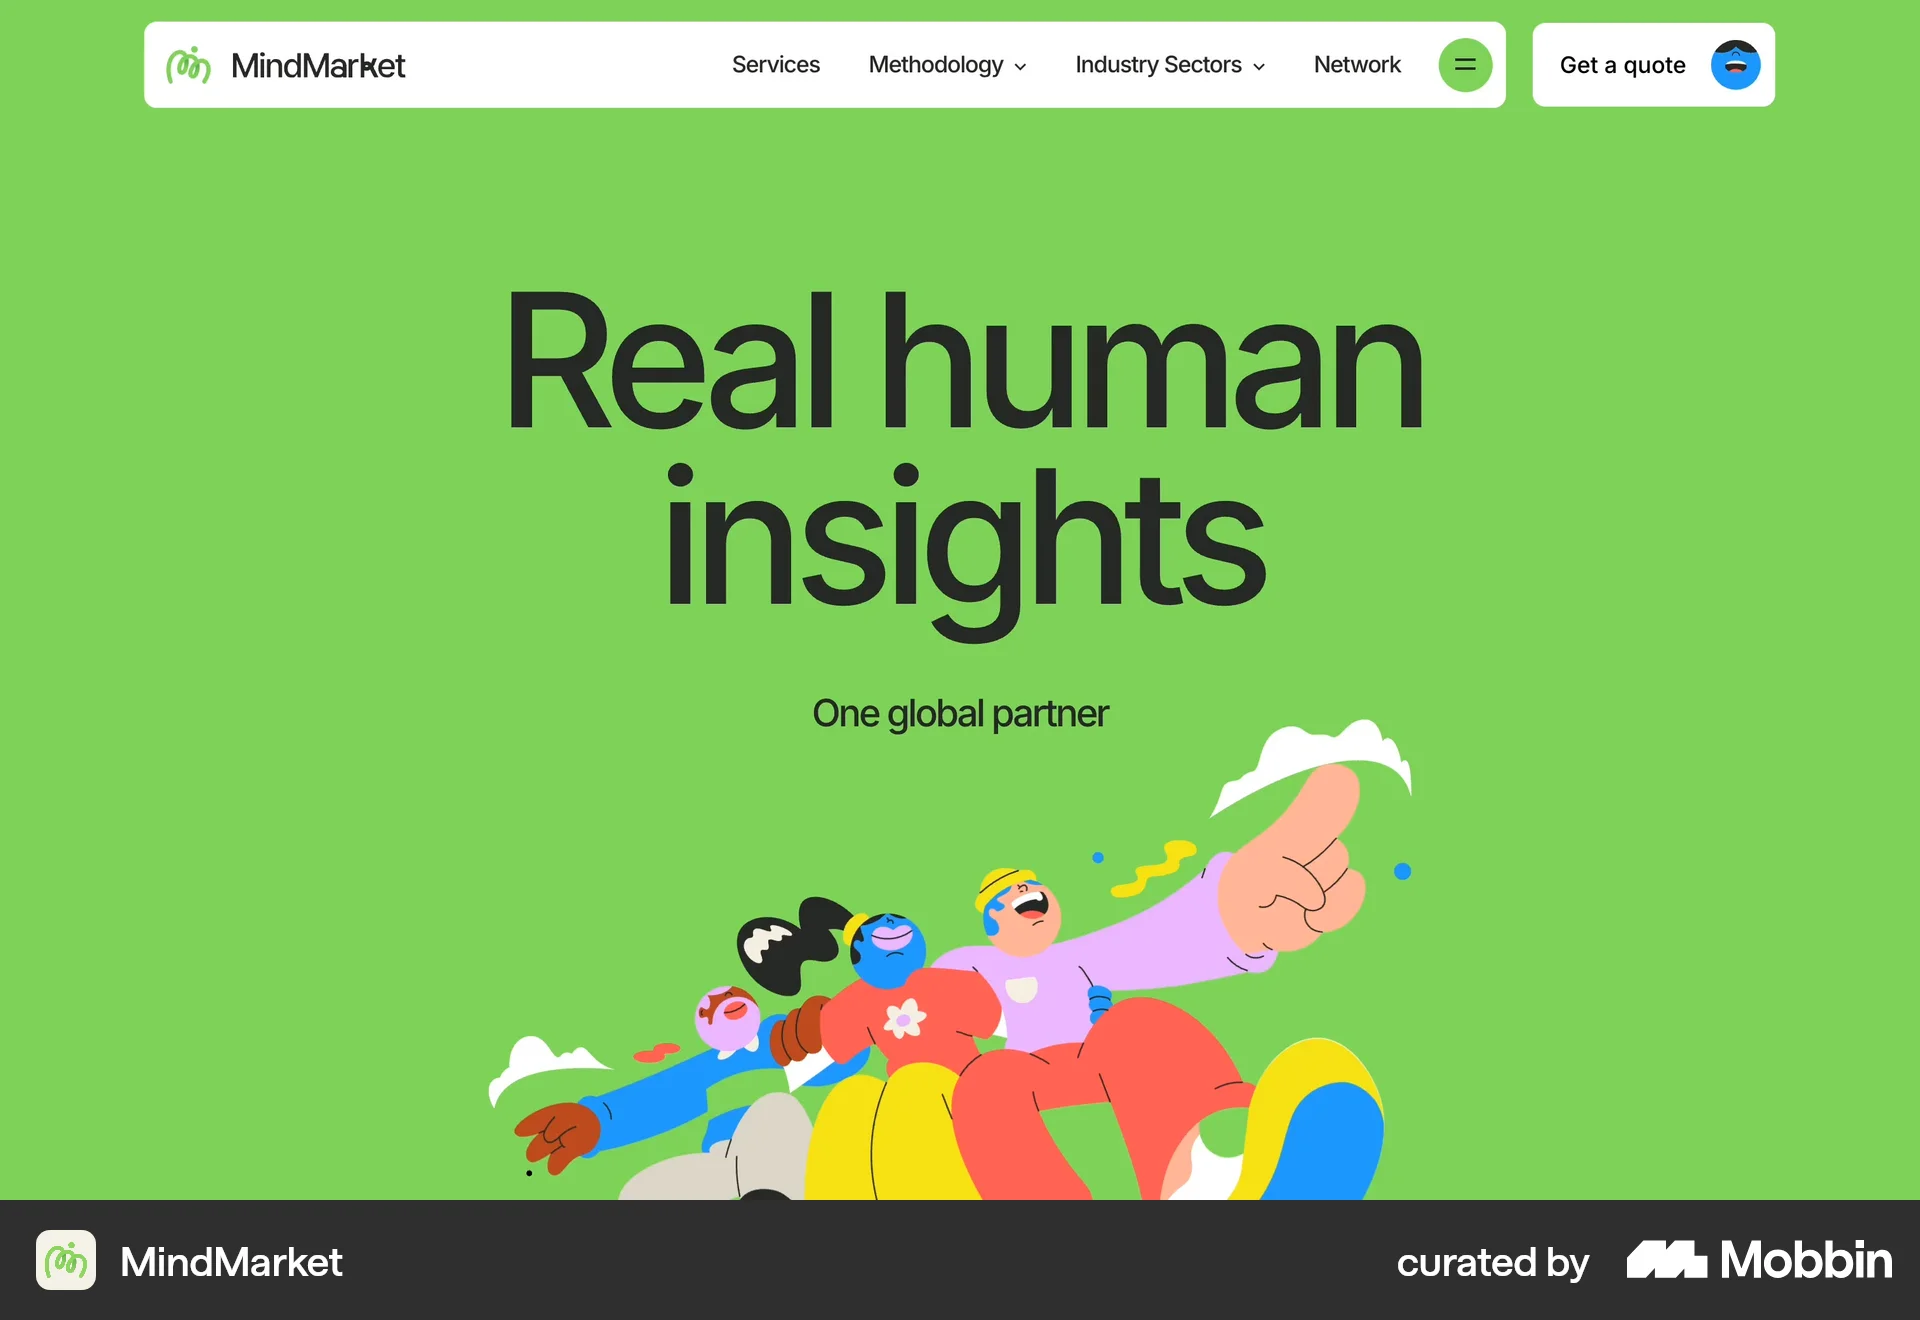 MindMarket
Services
Methodology
Industry Sectors
Network
Get a quote
Real human
insights
One global partner
MindMarket
curated by
Mobbin